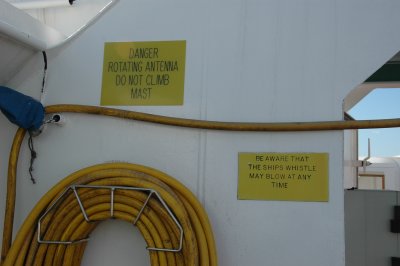 DANGER
ROTATING ANTENNA
DO NOT CLIMB
MAST
BE AWARE THAT
THE SHIPS WHISTLE
MAY BLOW AT ANY
TIME